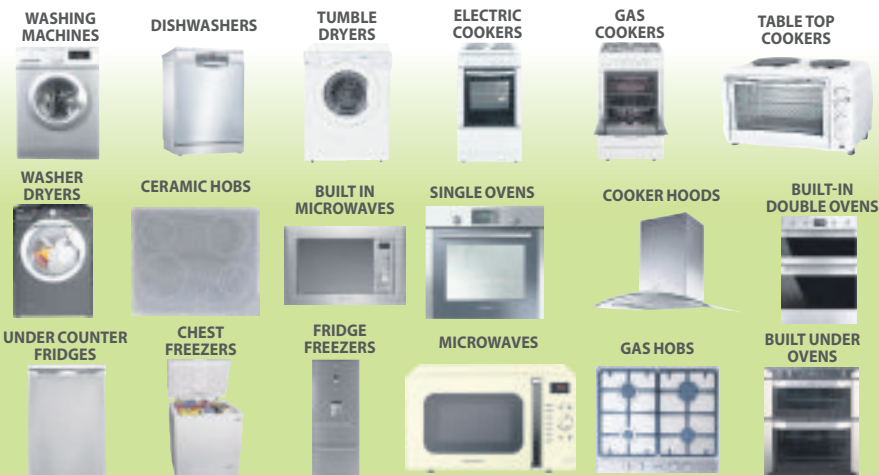 WASHING
MACHINES
DISHWASHERS
TUMBLE
DRYERS
ELECTRIC
COOKERS
GAS
COOKERS
TABLE TOP
COOKERS
WASHER
DRYERS
CERAMIC HOBS
BUILT IN
MICROWAVES
SINGLE OVENS
COOKER HOODS
BUILT-IN
DOUBLE OVENS
UNDER COUNTER
FRIDGES
CHEST
FREEZERS
FRIDGE
FREEZERS
MICROWAVES
GAS HOBS
BUILT UNDER
OVENS